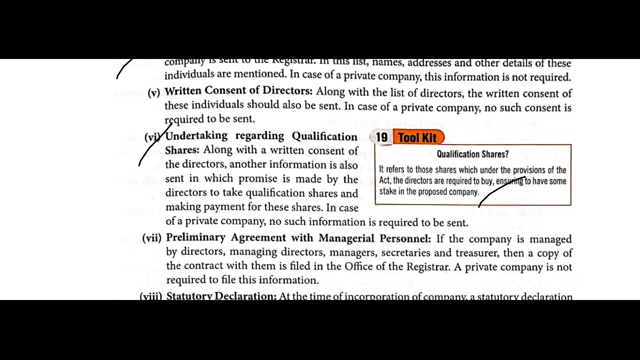 company is sent to the Registrar. In this list, names, addresses and other details of these
individuals are mentioned. In case of a private company, this information is not required.
(v) Written Consent of Directors: Along with the list of directors, the written consent of
these individuals should also be sent. In case of a private company, no such consent is
required to be sent.
(vi) Undertaking regarding Qualification
Shares: Along with a written consent of
the directors, another information is also
sent in which promise is made by the
directors to take qualification shares and
making payment for these shares. In case
of a private company, no such information is required to be sent.
19 Tool Kit
Qualification Shares?
It refers to those shares which under the provisions of the
Act, the directors are required to buy, ensuring to have some
stake in the proposed company.
(vii) Preliminary Agreement with Managerial Personnel: If the company is managed
by directors, managing directors, managers, secretaries and treasurer, then a copy of
the contract with them is filed in the Office of the Registrar. A private company is not
required to file this information.
(viii) Statutory Declaration: At the time of incorporation of company, a statutory declaration